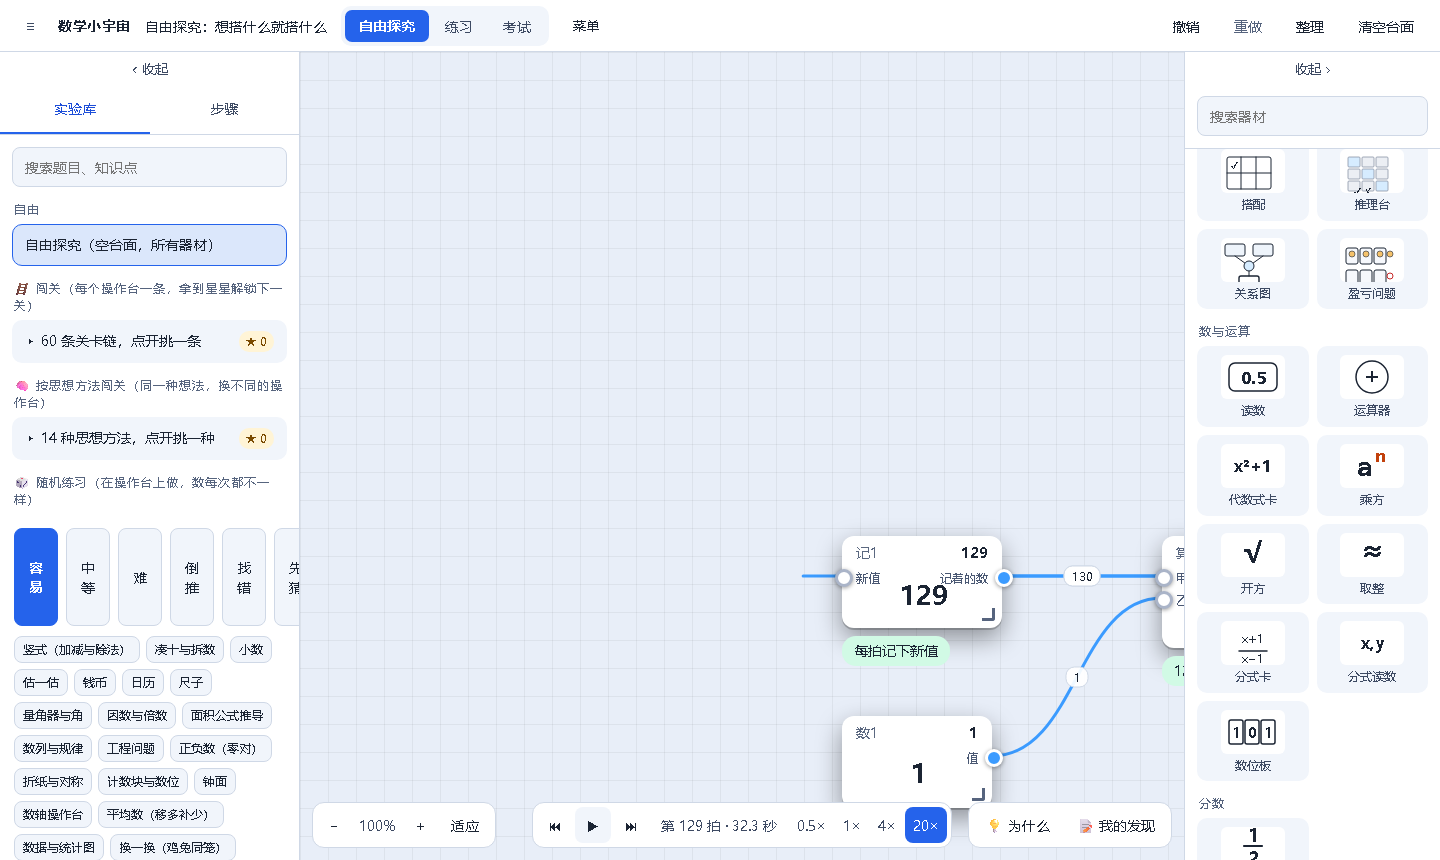 ≡ 数学小宇宙 自由探究：想搭什么就搭什么 自由探究 练习 考试 菜单 撤销 重做 整理 清空台面
‹ 收起
实验库 步骤
搜索题目、知识点
自由
自由探究（空台面，所有器材）
闯关（每个操作台一条，拿到星星解锁下一
关）
60 条关卡链，点开挑一条 ★ 0
按思想方法闯关（同一种想法，换不同的操
作台）
14 种思想方法，点开挑一种 ★ 0
随机练习（在操作台上做，数每次都不一
样）
容易 中等 难 倒推 找错 先猜
竖式（加减与除法） 凑十与拆数 小数
估一估 钱币 日历 尺子
量角器与角 因数与倍数 面积公式推导
数列与规律 工程问题 正负数（零对）
折纸与对称 计数块与数位 钟面
数轴操作台 平均数（移多补少）
数据与统计图 换一换（鸡兔同笼）
记1 129
新值 记着的数
129
每拍记下新值
130
1
数1 1
值
1
算
甲
乙
− 100% + 适应
第 129 拍 · 32.3 秒 0.5× 1× 4× 20×
为什么 我的发现
收起 ›
搜索器材
搭配 推理台
关系图 盈亏问题
数与运算
0.5 +
读数 运算器
x²+1 aⁿ
代数式卡 乘方
√ ≈
开方 取整
x+1
x−1
x,y
分式卡 分式读数
1 0 1
数位板
分数
1
2